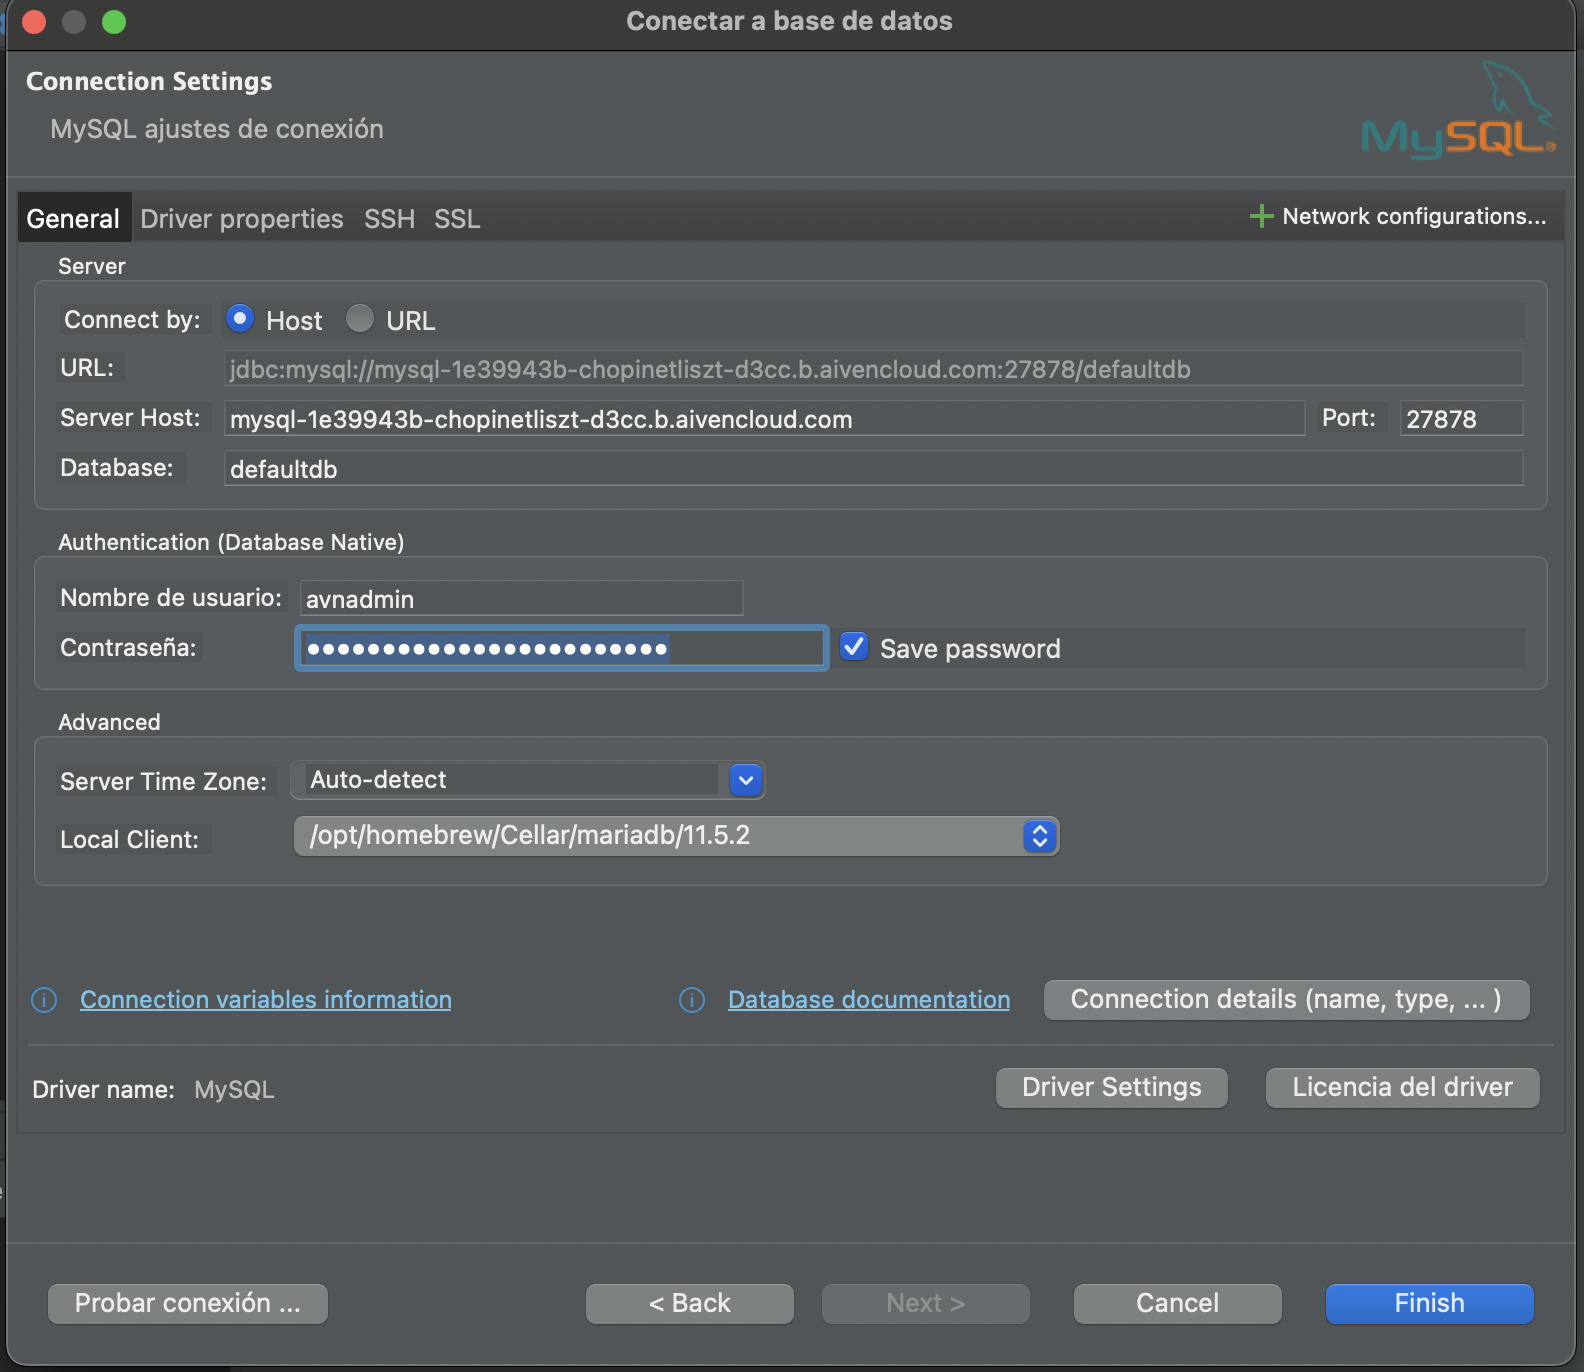 Conectar a base de datos
Connection Settings
MySQL ajustes de conexión
MySQL
General Driver properties SSH SSL Network configurations...
Server
Connect by: Host URL
URL: jdbc:mysql://mysql-1e39943b-chopinetliszt-d3cc.b.aivencloud.com:27878/defaultdb
Server Host: mysql-1e39943b-chopinetliszt-d3cc.b.aivencloud.com Port: 27878
Database: defaultdb
Authentication (Database Native)
Nombre de usuario: avnadmin
Contraseña: •••••••••••••••••••••••• Save password
Advanced
Server Time Zone: Auto-detect
Local Client: /opt/homebrew/Cellar/mariadb/11.5.2
Connection variables information Database documentation Connection details (name, type, ... )
Driver name: MySQL Driver Settings Licencia del driver
Probar conexión ... < Back Next > Cancel Finish